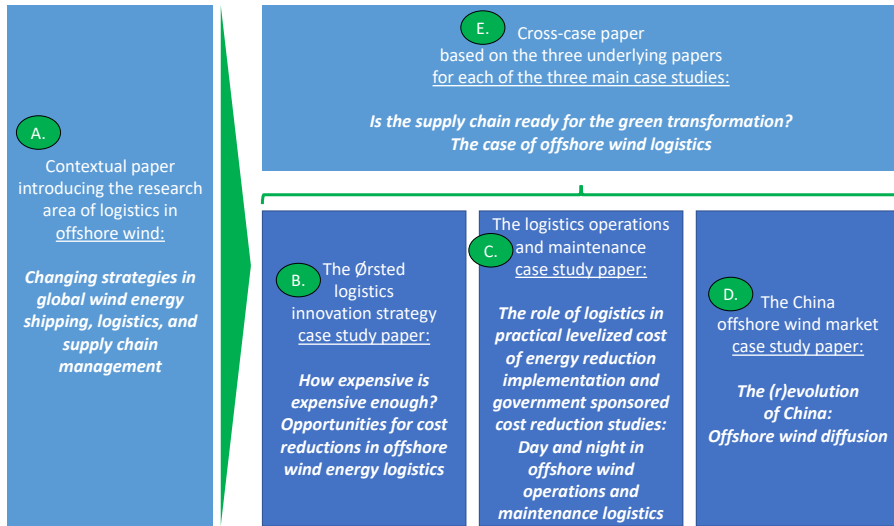 A.
Contextual paper
introducing the research
area of logistics in
offshore wind:
Changing strategies in
global wind energy
shipping, logistics, and
supply chain
management
E.
Cross-case paper
based on the three underlying papers
for each of the three main case studies:
Is the supply chain ready for the green transformation?
The case of offshore wind logistics
B.
The Ørsted
logistics
innovation strategy
case study paper:
How expensive is
expensive enough?
Opportunities for cost
reductions in offshore
wind energy logistics
C.
The logistics operations
and maintenance
case study paper:
The role of logistics in
practical levelized cost
of energy reduction
implementation and
government sponsored
cost reduction studies:
Day and night in
offshore wind
operations and
maintenance logistics
D.
The China
offshore wind market
case study paper:
The (r)evolution
of China:
Offshore wind diffusion